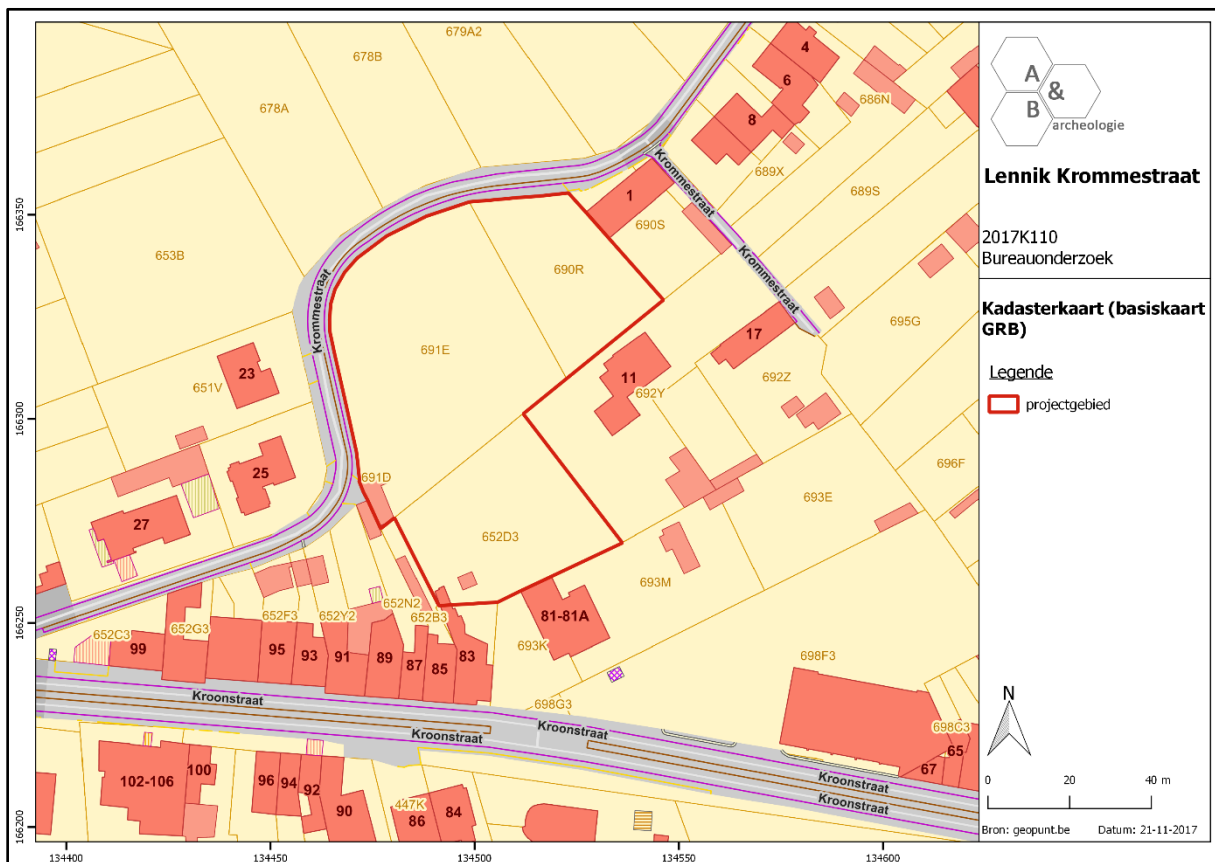 679A2
678B
678A
4
6
686N
8
689X
Krommestraat
689S
1
690S
166350
653B
690R
Krommestraat
Krommestraat
695G
17
691E
23
651V
11
692Y
692Z
166300
691D
25
696F
27
693E
652D3
693M
652N2
652B3
81-81A
652F3
652Y2
652G3
652C3
166250
99
95
93
91
89
87
85
83
693K
698F3
698G3
698C3
65
67
Kroonstraat
Kroonstraat
Kroonstraat
Kroonstraat
Kroonstraat
102-106
100
96
94
92
90
447K
86
84
166200
134400
134450
134500
134550
134600
A
&
B
archeologie
Lennik Krommestraat
2017K110
Bureauonderzoek
Kadasterkaart (basiskaart
GRB)
Legende
projectgebied
N
0 20 40 m
Bron: geopunt.be Datum: 21-11-2017
Krommestraat